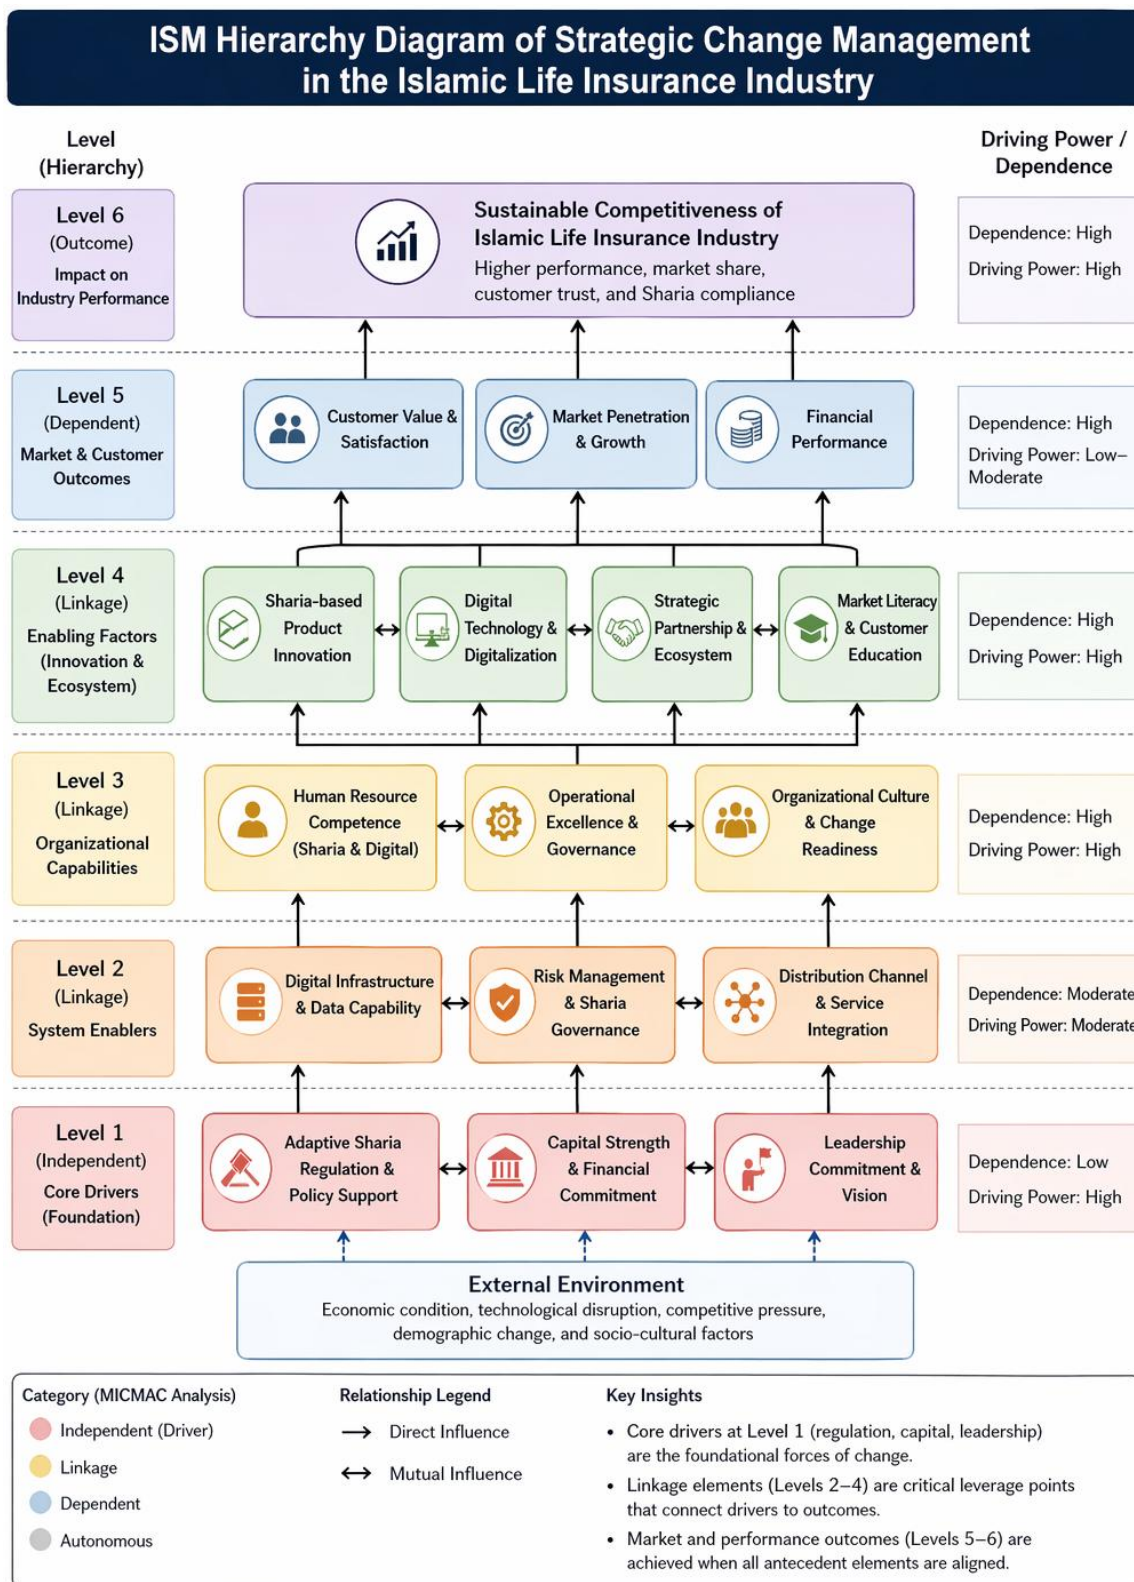 ISM Hierarchy Diagram of Strategic Change Management
in the Islamic Life Insurance Industry
Level
(Hierarchy)
Driving Power /
Dependence
Level 6
(Outcome)
Impact on
Industry Performance
Sustainable Competitiveness of
Islamic Life Insurance Industry
Higher performance, market share,
customer trust, and Sharia compliance
Dependence: High
Driving Power: High
Level 5
(Dependent)
Market & Customer
Outcomes
Customer Value &
Satisfaction
Market Penetration
& Growth
Financial
Performance
Dependence: High
Driving Power: Low–
Moderate
Level 4
(Linkage)
Enabling Factors
(Innovation &
Ecosystem)
Sharia-based
Product
Innovation
Digital
Technology &
Digitalization
Strategic
Partnership &
Ecosystem
Market Literacy
& Customer
Education
Dependence: High
Driving Power: High
Level 3
(Linkage)
Organizational
Capabilities
Human Resource
Competence
(Sharia & Digital)
Operational
Excellence &
Governance
Organizational Culture
& Change
Readiness
Dependence: High
Driving Power: High
Level 2
(Linkage)
System Enablers
Digital Infrastructure
& Data Capability
Risk Management
& Sharia
Governance
Distribution Channel
& Service
Integration
Dependence: Moderate
Driving Power: Moderate
Level 1
(Independent)
Core Drivers
(Foundation)
Adaptive Sharia
Regulation &
Policy Support
Capital Strength
& Financial
Commitment
Leadership
Commitment &
Vision
Dependence: Low
Driving Power: High
External Environment
Economic condition, technological disruption, competitive pressure,
demographic change, and socio-cultural factors
Category (MICMAC Analysis)
Independent (Driver)
Linkage
Dependent
Autonomous
Relationship Legend
Direct Influence
Mutual Influence
Key Insights
• Core drivers at Level 1 (regulation, capital, leadership)
are the foundational forces of change.
• Linkage elements (Levels 2–4) are critical leverage points
that connect drivers to outcomes.
• Market and performance outcomes (Levels 5–6) are
achieved when all antecedent elements are aligned.